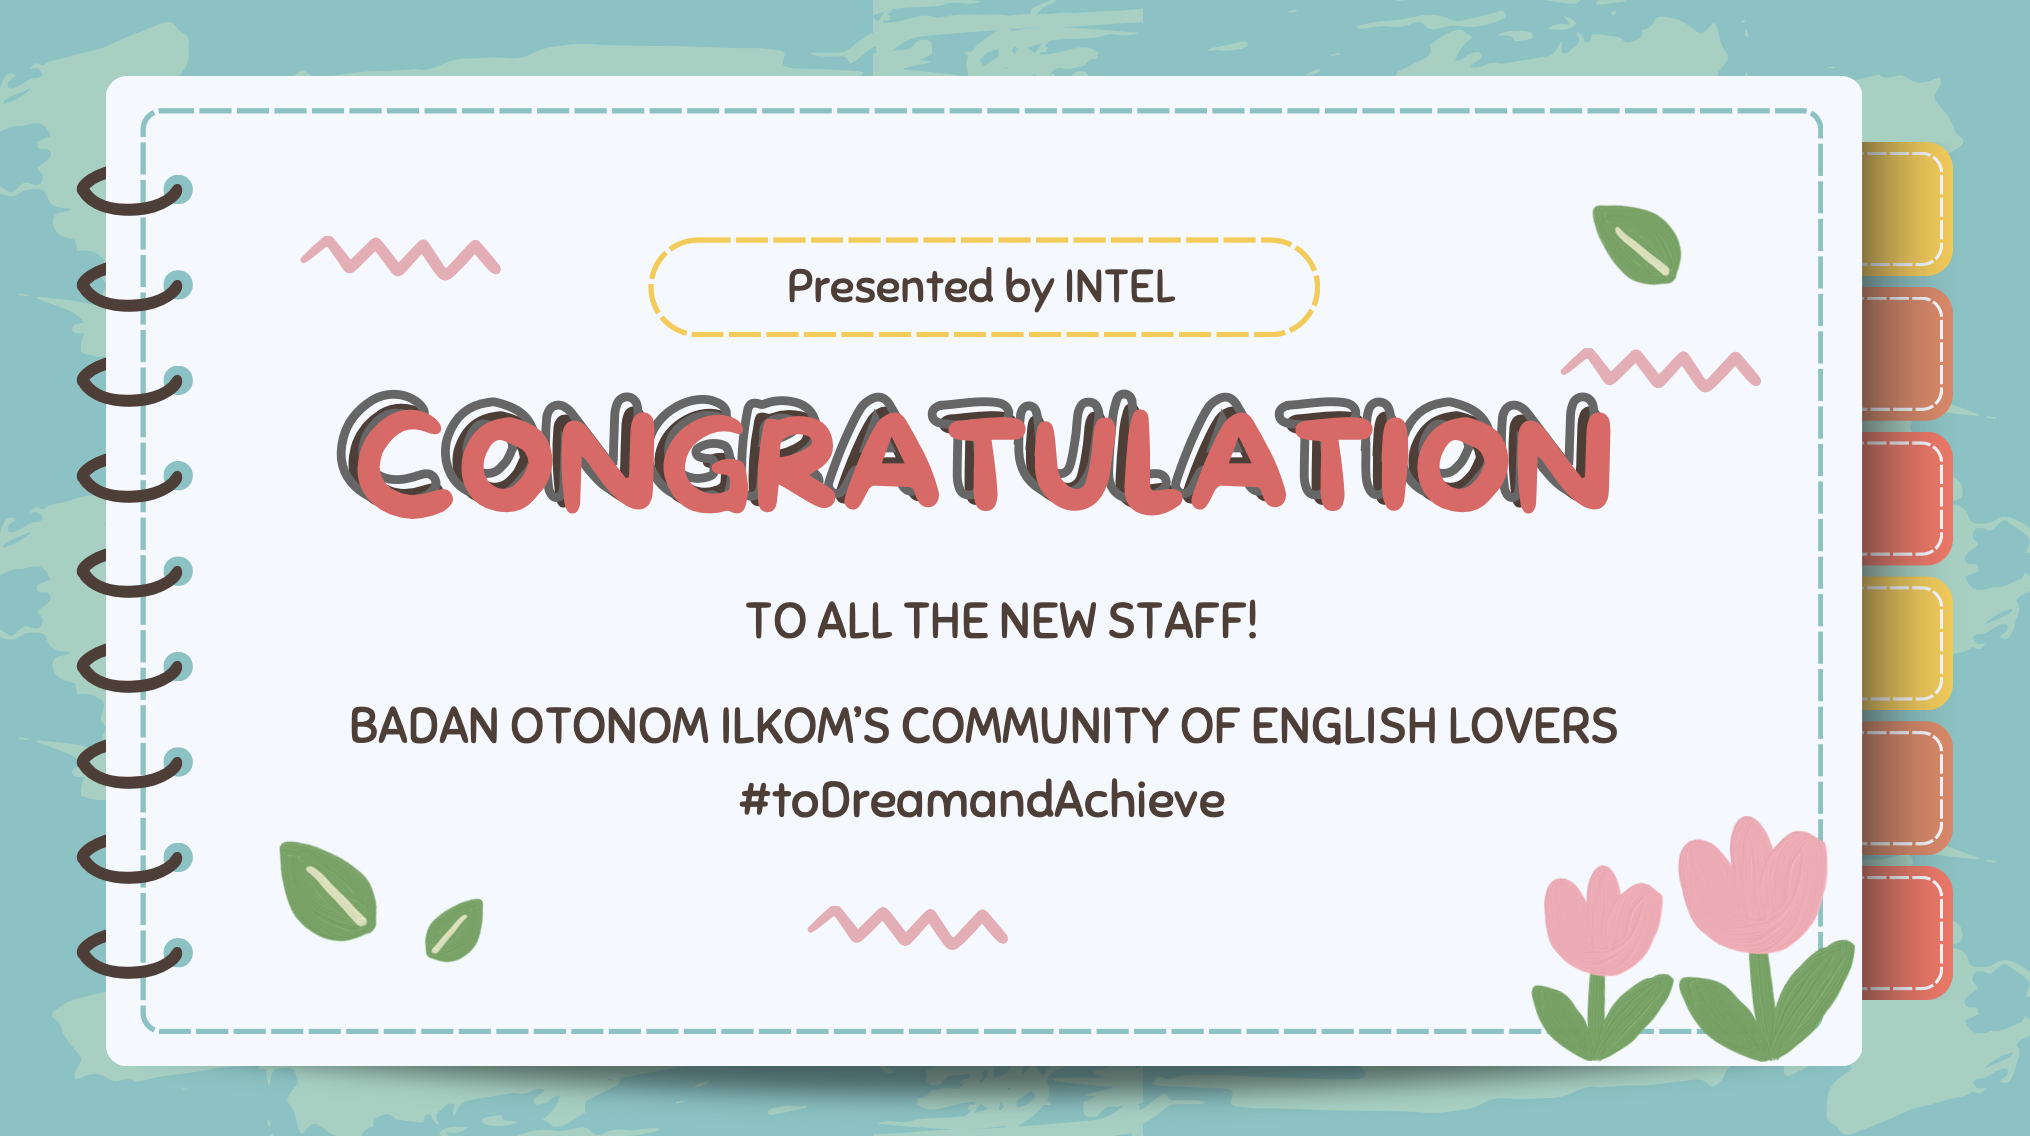 Presented by INTEL
CONGRATULATION
TO ALL THE NEW STAFF!
BADAN OTONOM ILKOM’S COMMUNITY OF ENGLISH LOVERS
#toDreamandAchieve